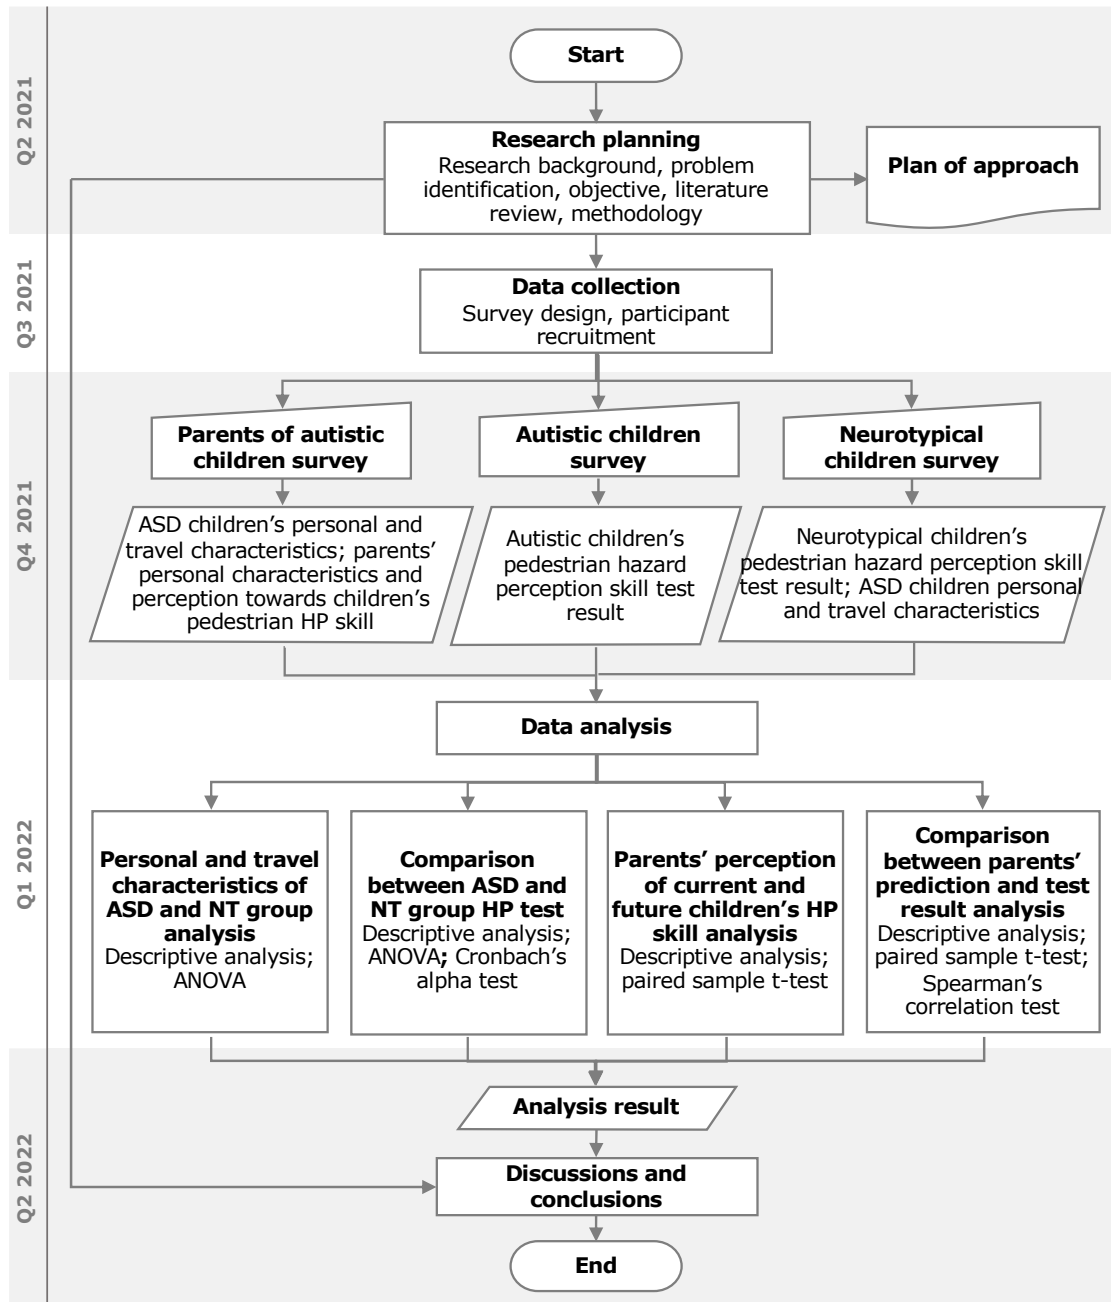 Q2 2021
Start
Research planning
Research background, problem
identification, objective, literature
review, methodology
Plan of approach
Q3 2021
Data collection
Survey design, participant
recruitment
Q4 2021
Parents of autistic
children survey
Autistic children
survey
Neurotypical
children survey
ASD children's personal and
travel characteristics; parents'
personal characteristics and
perception towards children's
pedestrian HP skill
Autistic children's
pedestrian hazard
perception skill test
result
Neurotypical children's
pedestrian hazard perception skill
test result; ASD children personal
and travel characteristics
Q1 2022
Data analysis
Personal and travel
characteristics of
ASD and NT group
analysis
Descriptive analysis;
ANOVA
Comparison
between ASD and
NT group HP test
Descriptive analysis;
ANOVA; Cronbach's
alpha test
Parents' perception
of current and
future children's HP
skill analysis
Descriptive analysis;
paired sample t-test
Comparison
between parents'
prediction and test
result analysis
Descriptive analysis;
paired sample t-test;
Spearman's
correlation test
Q2 2022
Analysis result
Discussions and
conclusions
End